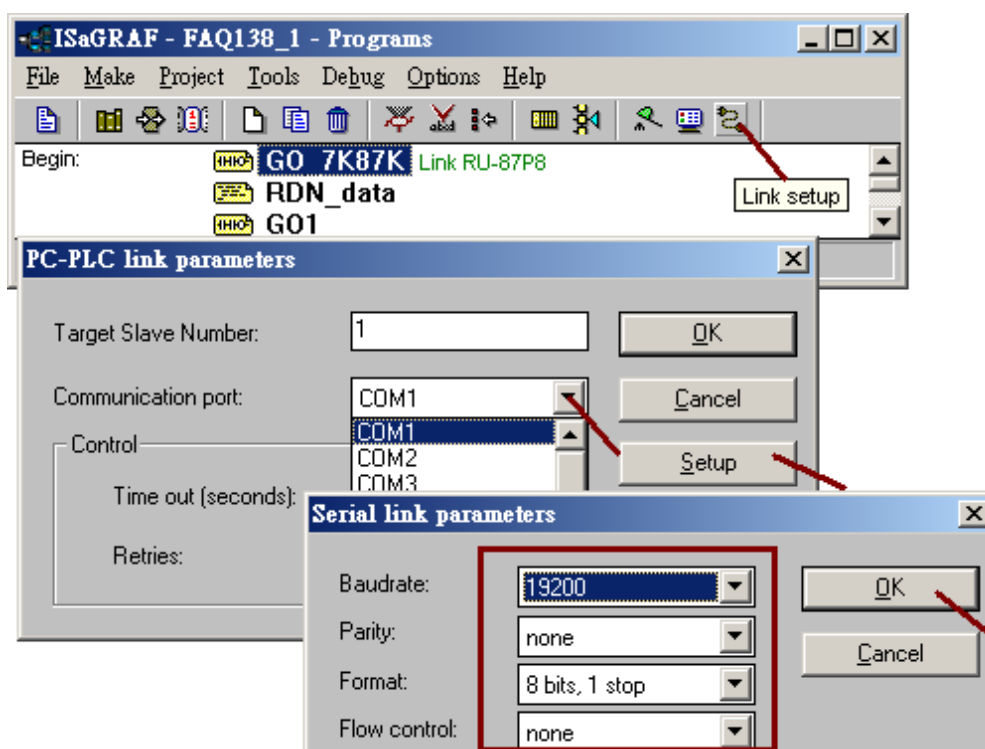 ISaGRAF - FAQ138_1 - Programs
File Make Project Tools Debug Options Help
Begin: GO_7K87K Link RU-87P8
RDN_data
GO1
Link setup
PC-PLC link parameters
Target Slave Number: 1 OK
Communication port: COM1 Cancel
COM1
COM2
COM3
Control
Setup
Time out (seconds):
Retries:
Serial link parameters
Baudrate: 19200 OK
Parity: none
Cancel
Format: 8 bits, 1 stop
Flow control: none